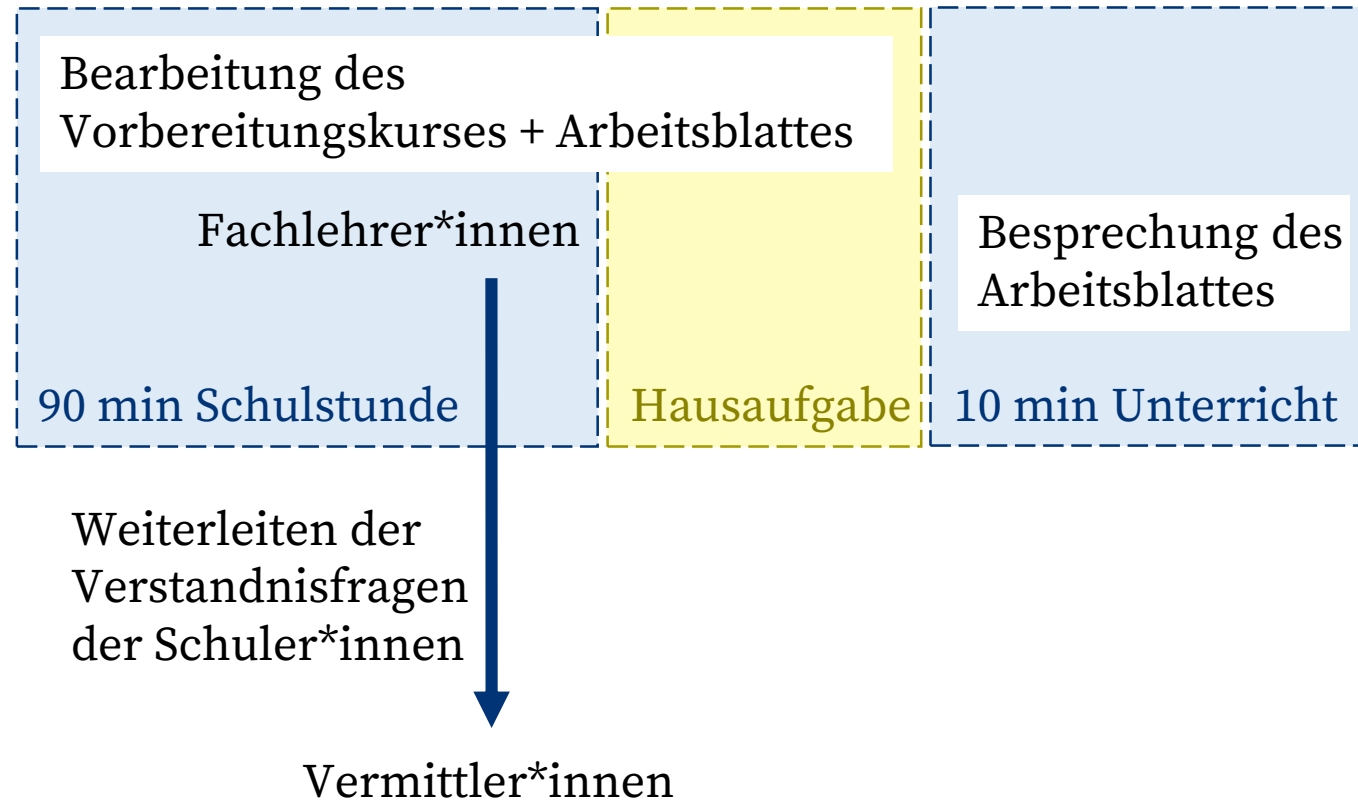 Bearbeitung des
Vorbereitungskurses + Arbeitsblattes
Fachlehrer*innen
Besprechung des
Arbeitsblattes
90 min Schulstunde
Hausaufgabe
10 min Unterricht
Weiterleiten der
Verstandnisfragen
der Schuler*innen
Vermittler*innen